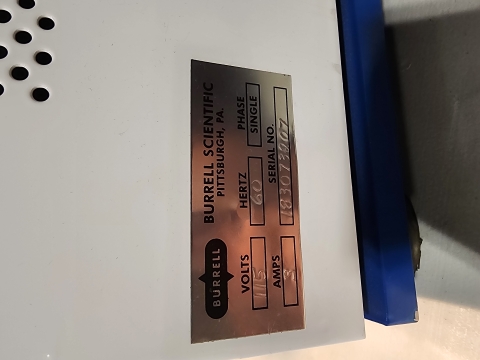 BURRELL
BURRELL SCIENTIFIC
PITTSBURGH, PA.
VOLTS 115 HERTZ 60 PHASE SINGLE
AMPS 3 SERIAL NO.